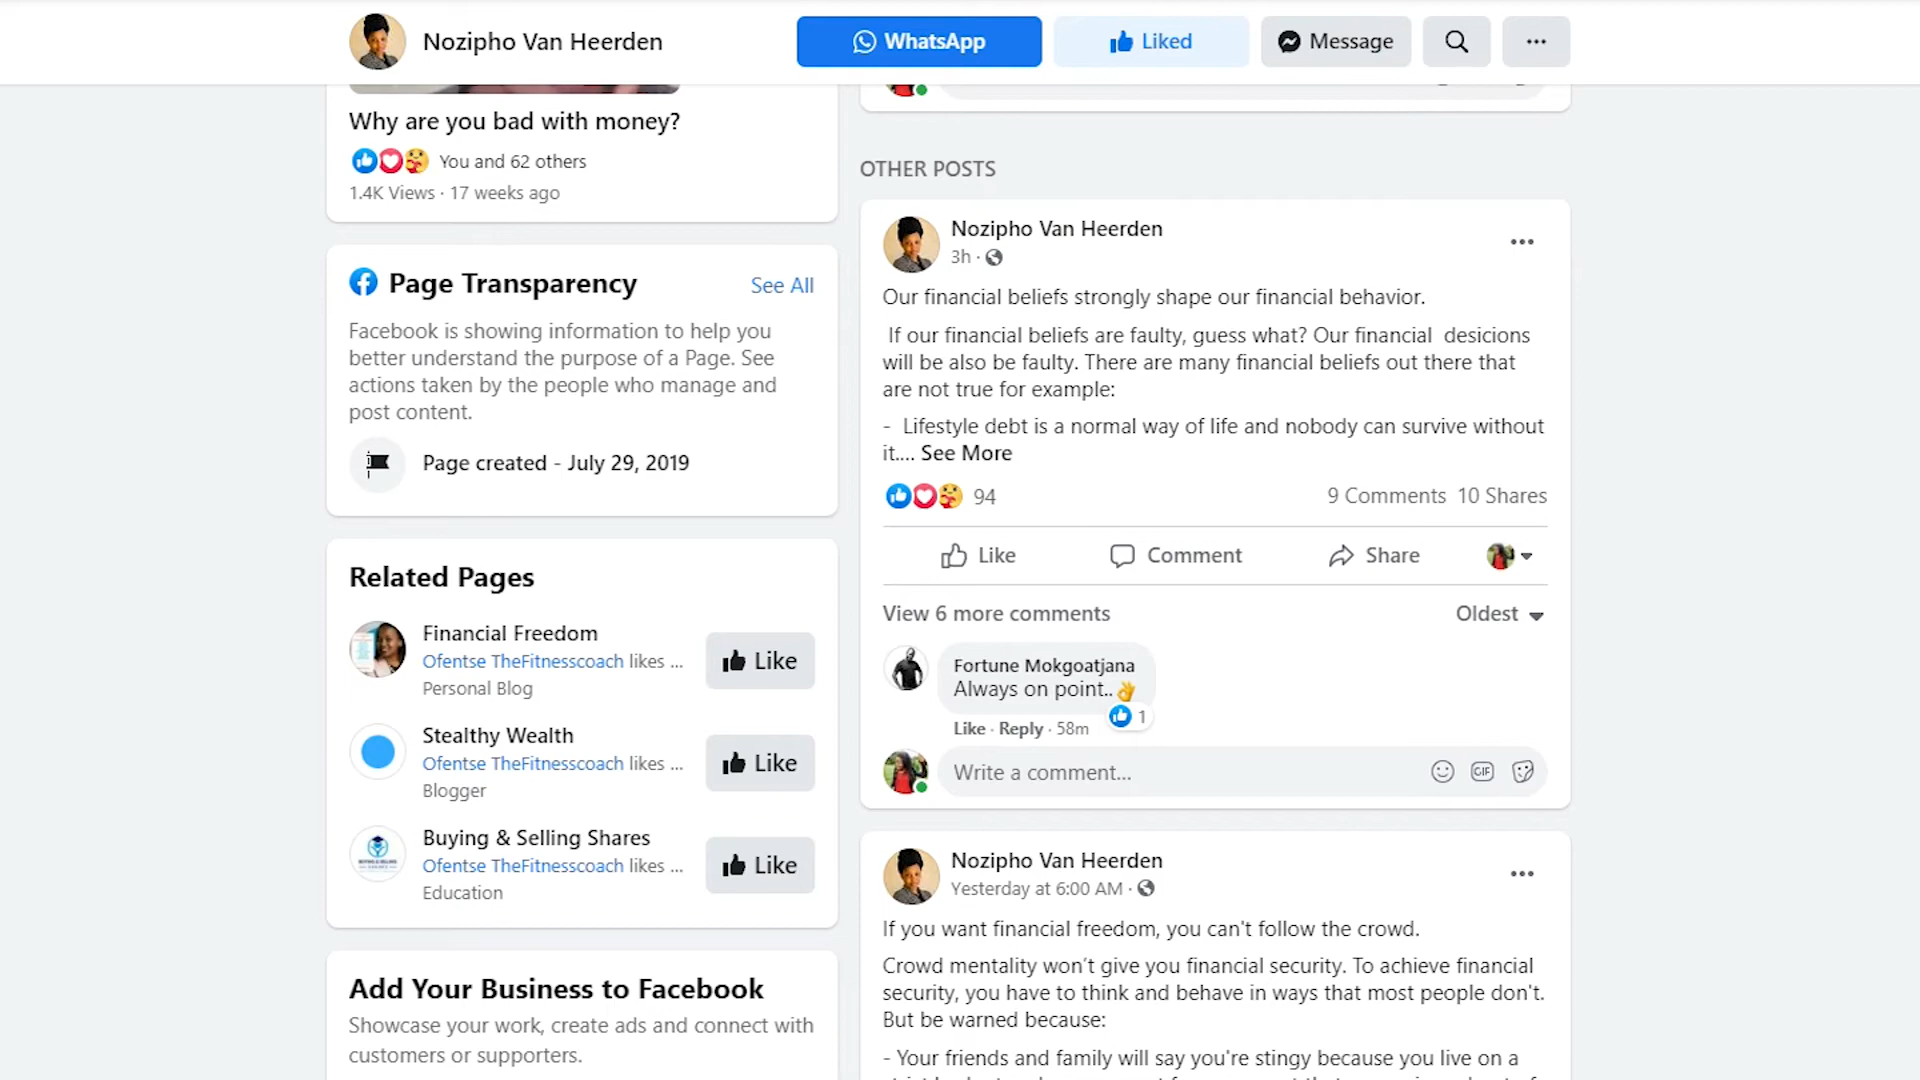 Nozipho Van Heerden
WhatsApp
Liked
Message
Why are you bad with money?
You and 62 others
1.4K Views · 17 weeks ago
Page Transparency
See All
Facebook is showing information to help you
better understand the purpose of a Page. See
actions taken by the people who manage and
post content.
Page created - July 29, 2019
Related Pages
Financial Freedom
Ofentse TheFitnesscoach likes ...
Personal Blog
Like
Stealthy Wealth
Ofentse TheFitnesscoach likes ...
Blogger
Like
Buying & Selling Shares
Ofentse TheFitnesscoach likes ...
Education
Like
Add Your Business to Facebook
Showcase your work, create ads and connect with
customers or supporters.
OTHER POSTS
Nozipho Van Heerden
3h ·
Our financial beliefs strongly shape our financial behavior.
If our financial beliefs are faulty, guess what? Our financial desicions
will be also be faulty. There are many financial beliefs out there that
are not true for example:
- Lifestyle debt is a normal way of life and nobody can survive without
it.... See More
94
9 Comments 10 Shares
Like
Comment
Share
View 6 more comments
Oldest
Fortune Mokgoatjana
Always on point..👌
1
Like · Reply · 58m
Write a comment...
GIF
Nozipho Van Heerden
Yesterday at 6:00 AM ·
If you want financial freedom, you can't follow the crowd.
Crowd mentality won't give you financial security. To achieve financial
security, you have to think and behave in ways that most people don't.
But be warned because:
- Your friends and family will say you're stingy because you live on a